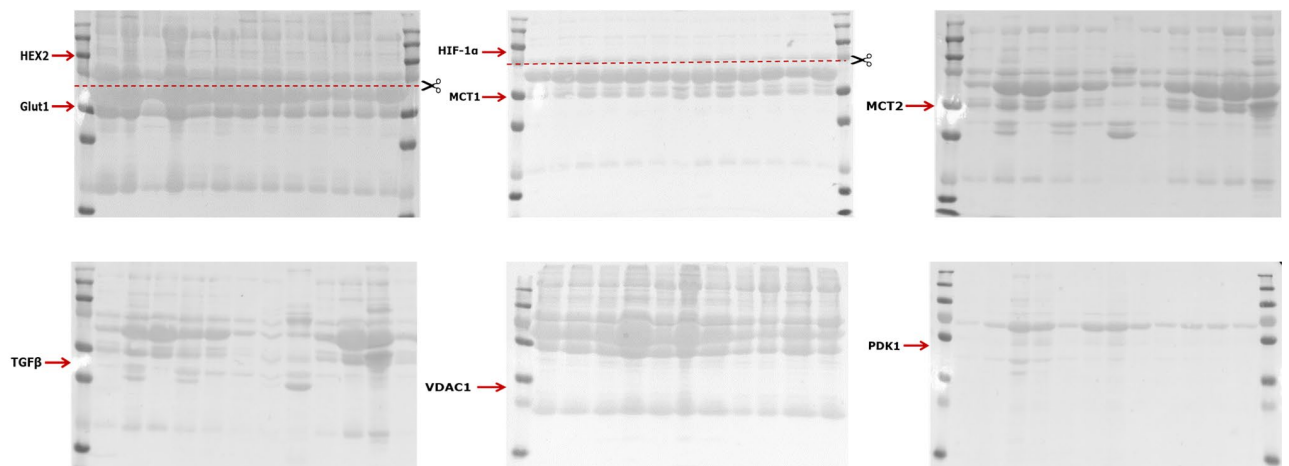 HEX2
Glut1
HIF-1α
MCT1
MCT2
TGFβ
VDAC1
PDK1